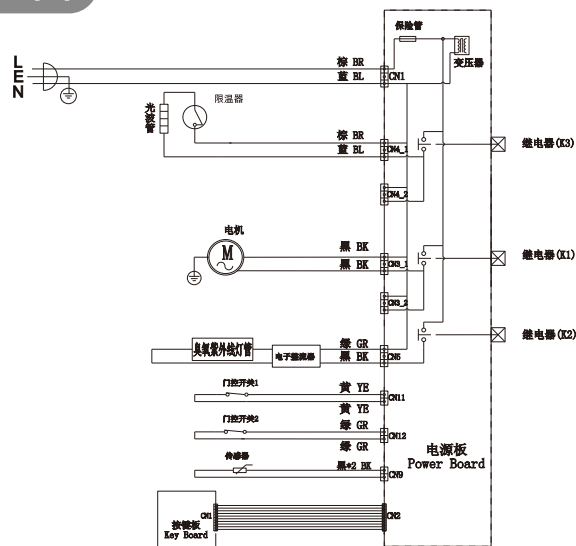 保险管
变压器
L
E
N
棕 BR
蓝 BL
CN1
限温器
光波管
棕 BR
蓝 BL
CN4_1
继电器(K3)
CN4_2
电机
M
黑 BK
黑 BK
CN3_1
继电器(K1)
CN3_2
继电器(K2)
臭氧紫外线灯管
电子整流器
绿 GR
黑 BK
CN5
门控开关1
黄 YE
黄 YE
CN11
门控开关2
绿 GR
绿 GR
CN12
电源板
Power Board
传感器
黑*2 BK
CN9
CN1
CN2
按键板
Key Board